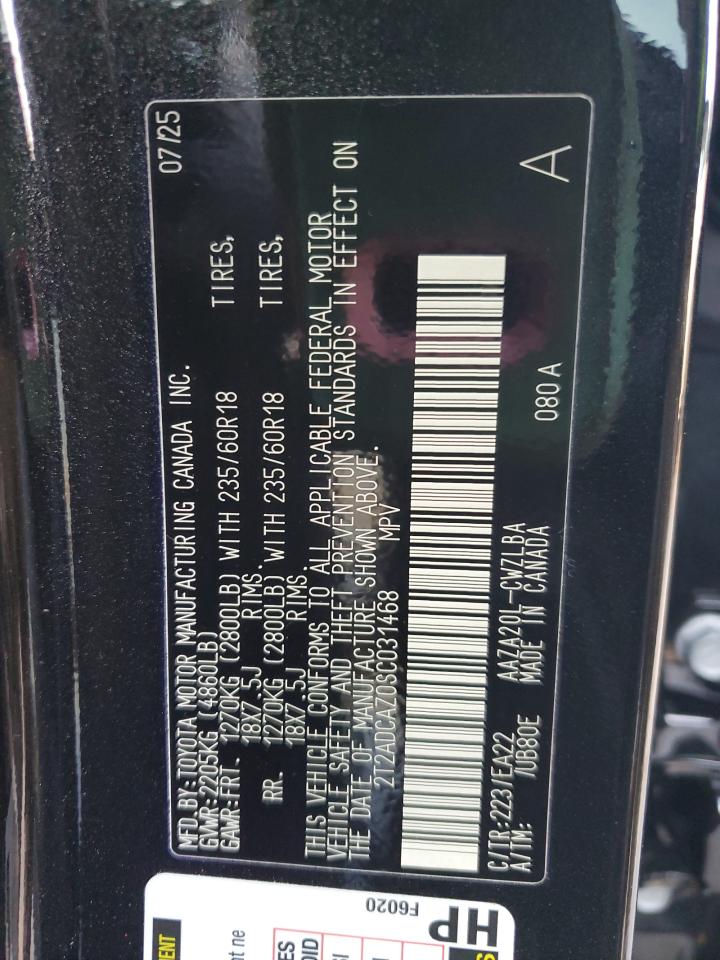 MFD. BY:TOYOTA MOTOR MANUFACTURING CANADA INC. 07/25
GVWR:2205KG (4860LB)
GAWR:FRT. 1270KG (2800LB) WITH 235/60R18 TIRES,
18X7.5J RIMS.
RR. 1270KG (2800LB) WITH 235/60R18 TIRES,
18X7.5J RIMS.
THIS VEHICLE CONFORMS TO ALL APPLICABLE FEDERAL MOTOR
VEHICLE SAFETY AND THEFT PREVENTION STANDARDS IN EFFECT ON
THE DATE OF MANUFACTURE SHOWN ABOVE.
2T2ADCAZ0SC031468 MPV
C/TR:223/EA22 AAZA20L-CWZLBA
A/TM: /UB80E MADE IN CANADA
080 A
A
F6020
HP